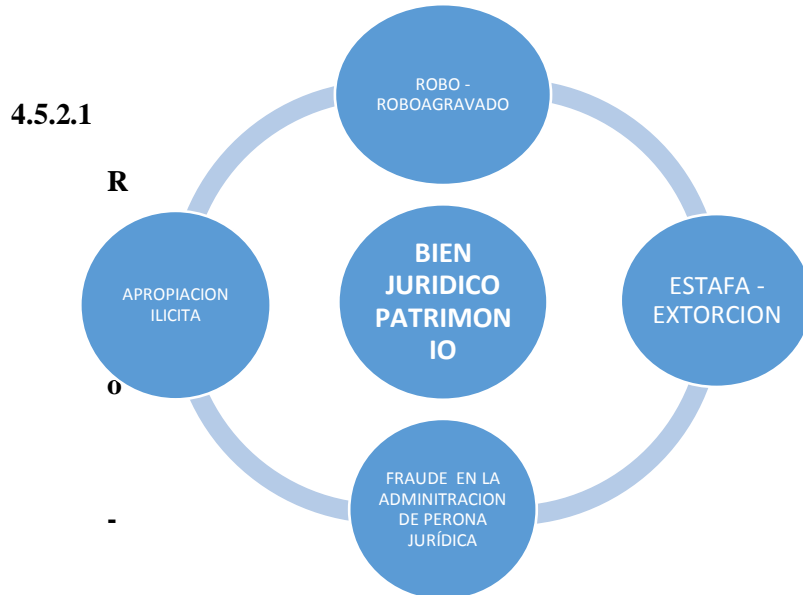 ROBO -
ROBOAGRAVADO
4.5.2.1
R
BIEN
JURIDICO
PATRIMON
IO
APROPIACION
ILICITA
ESTAFA -
EXTORCION
o
FRAUDE EN LA
ADMINITRACION
DE PERONA
JURÍDICA
-